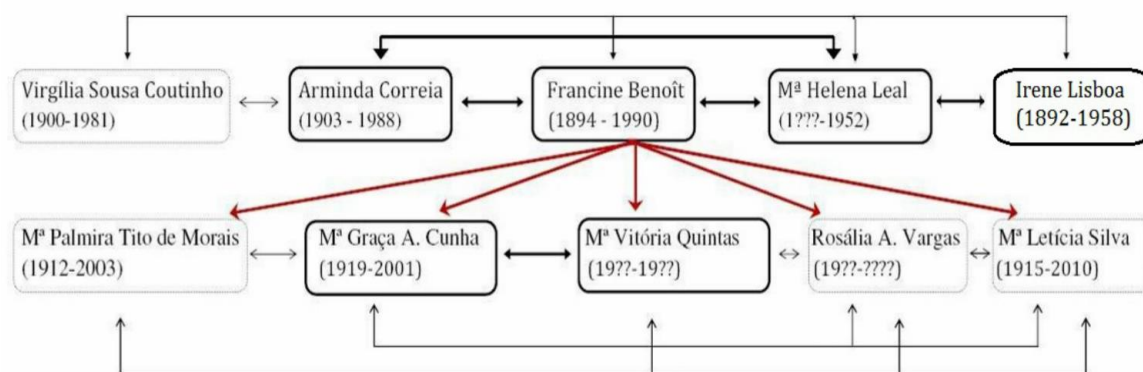 Virgília Sousa Coutinho
(1900-1981)
Arminda Correia
(1903 - 1988)
Francine Benoît
(1894 - 1990)
Mª Helena Leal
(1???-1952)
Irene Lisboa
(1892-1958)
Mª Palmira Tito de Morais
(1912-2003)
Mª Graça A. Cunha
(1919-2001)
Mª Vitória Quintas
(19??-19??)
Rosália A. Vargas
(19??-????)
Mª Letícia Silva
(1915-2010)